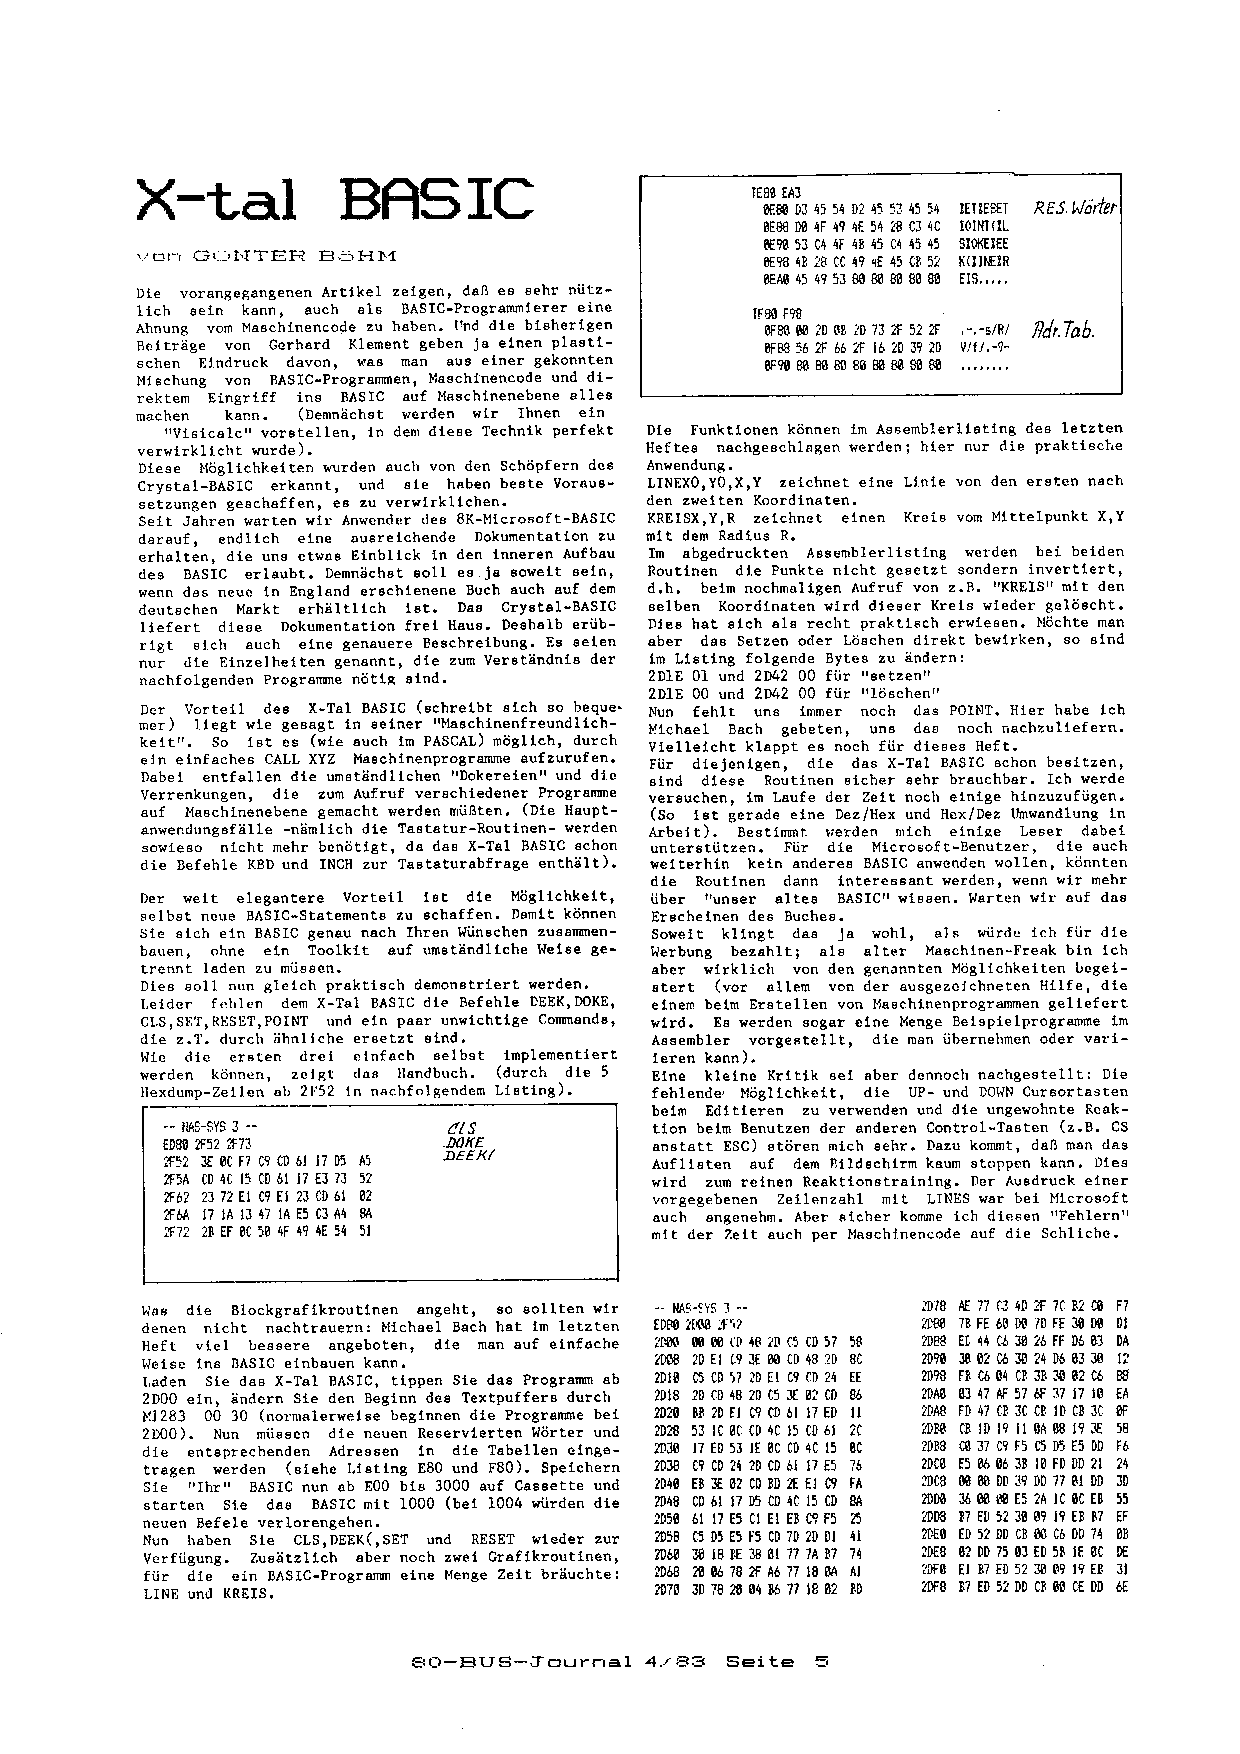 X-tal BASIC
von GÜNTER BÖHM
Die vorangegangenen Artikel zeigen, daß es sehr nütz-
lich sein kann, auch als BASIC-Programmierer eine
Ahnung vom Maschinencode zu haben. Und die bisherigen
Beiträge von Gerhard Klement geben ja einen plasti-
schen Eindruck davon, was man aus einer gekonnten
Mischung von BASIC-Programmen, Maschinencode und di-
rektem Eingriff ins BASIC auf Maschinenebene alles
machen kann. (Demnächst werden wir Ihnen ein
"Visicalc" vorstellen, in dem diese Technik perfekt
verwirklicht wurde).
Diese Möglichkeiten wurden auch von den Schöpfern des
Crystal-BASIC erkannt, und sie haben beste Voraus-
setzungen geschaffen, es zu verwirklichen.
Seit Jahren warten wir Anwender des 8K-Microsoft-BASIC
darauf, endlich eine ausreichende Dokumentation zu
erhalten, die uns etwas Einblick in den inneren Aufbau
des BASIC erlaubt. Demnächst soll es ja soweit sein,
wenn das neue in England erschienene Buch auch auf dem
deutschen Markt erhältlich ist. Das Crystal-BASIC
liefert diese Dokumentation frei Haus. Deshalb erüb-
rigt sich auch eine genauere Beschreibung. Es seien
nur die Einzelheiten genannt, die zum Verständnis der
nachfolgenden Programme nötig sind.
Der Vorteil des X-Tal BASIC (schreibt sich so beque-
mer) liegt wie gesagt in seiner "Maschinenfreundlich-
keit". So ist es (wie auch im PASCAL) möglich, durch
ein einfaches CALL XYZ Maschinenprogramme aufzurufen.
Dabei entfallen die umständlichen "Dokereien" und die
Verrenkungen, die zum Aufruf verschiedener Programme
auf Maschinenebene gemacht werden müßten. (Die Haupt-
anwendungsfälle -nämlich die Tastatur-Routinen- werden
sowieso nicht mehr benötigt, da das X-Tal BASIC schon
die Befehle KBD und INCH zur Tastaturabfrage enthält).
Der weit elegantere Vorteil ist die Möglichkeit,
selbst neue BASIC-Statements zu schaffen. Damit können
Sie sich ein BASIC genau nach Ihren Wünschen zusammen-
bauen, ohne ein Toolkit auf umständliche Weise ge-
trennt laden zu müssen.
Dies soll nun gleich praktisch demonstriert werden.
Leider fehlen dem X-Tal BASIC die Befehle DEEK,DOKE,
CLS,SET,RESET,POINT und ein paar unwichtige Commands,
die z.T. durch ähnliche ersetzt sind.
Wie die ersten drei einfach selbst implementiert
werden können, zeigt das Handbuch. (durch die 5
Hexdump-Zeilen ab 2F52 in nachfolgendem Listing).
-- NAS-SYS 3 -- CLS
ED80 2F52 2F73 DOKE
2F52 3E 0C F7 C9 CD 61 17 D5 A5 DEEK(
2F5A CD 4C 15 CD 61 17 E3 73 52
2F62 23 72 E1 C9 E1 23 CD 61 02
2F6A 17 1A 13 47 1A E5 C3 A4 8A
2F72 2B EF 0C 50 4F 49 4E 54 51
Was die Blockgrafikroutinen angeht, so sollten wir
denen nicht nachtrauern: Michael Bach hat im letzten
Heft viel bessere angeboten, die man auf einfache
Weise ins BASIC einbauen kann.
Laden Sie das X-Tal BASIC, tippen Sie das Programm ab
2D00 ein, ändern Sie den Beginn des Textpuffers durch
M1283 00 30 (normalerweise beginnen die Programme bei
2D00). Nun müssen die neuen Reservierten Wörter und
die entsprechenden Adressen in die Tabellen einge-
tragen werden (siehe Listing E80 und F80). Speichern
Sie "Ihr" BASIC nun ab E00 bis 3000 auf Cassette und
starten Sie das BASIC mit 1000 (bei 1004 würden die
neuen Befele verlorengehen.
Nun haben Sie CLS,DEEK(,SET und RESET wieder zur
Verfügung. Zusätzlich aber noch zwei Grafikroutinen,
für die ein BASIC-Programm eine Menge Zeit bräuchte:
LINE und KREIS.
TE80 EA3
0E80 D3 45 54 D2 45 53 45 54 IETIESET RES. Wörter
0E88 D0 4F 49 4E 54 28 C3 4C IOINT(IL
0E90 53 C4 4F 4B 45 C4 45 45 SIOKEIEE
0E98 4B 28 CC 49 4E 45 CB 52 K(IINEIR
0EA0 45 49 53 80 80 80 80 80 EIS.....
TF80 F98
0F80 00 2D 0B 2D 73 2F 52 2F .-.-s/R/ Adr.Tab.
0F88 56 2F 66 2F 16 2D 39 2D V/f/.-9-
0F90 80 80 80 80 80 80 80 80 ........
Die Funktionen können im Assemblerlisting des letzten
Heftes nachgeschlagen werden; hier nur die praktische
Anwendung.
LINEX0,Y0,X,Y zeichnet eine Linie von den ersten nach
den zweiten Koordinaten.
KREISX,Y,R zeichnet einen Kreis vom Mittelpunkt X,Y
mit dem Radius R.
Im abgedruckten Assemblerlisting werden bei beiden
Routinen die Punkte nicht gesetzt sondern invertiert,
d.h. beim nochmaligen Aufruf von z.B. "KREIS" mit den
selben Koordinaten wird dieser Kreis wieder gelöscht.
Dies hat sich als recht praktisch erwiesen. Möchte man
aber das Setzen oder Löschen direkt bewirken, so sind
im Listing folgende Bytes zu ändern:
2D1E 01 und 2D42 00 für "setzen"
2D1E 00 und 2D42 00 für "löschen"
Nun fehlt uns immer noch das POINT. Hier habe ich
Michael Bach gebeten, uns das noch nachzuliefern.
Vielleicht klappt es noch für dieses Heft.
Für diejenigen, die das X-Tal BASIC schon besitzen,
sind diese Routinen sicher sehr brauchbar. Ich werde
versuchen, im Laufe der Zeit noch einige hinzuzufügen.
(So ist gerade eine Dez/Hex und Hex/Dez Umwandlung in
Arbeit). Bestimmt werden mich einige Leser dabei
unterstützen. Für die Microsoft-Benutzer, die auch
weiterhin kein anderes BASIC anwenden wollen, könnten
die Routinen dann interessant werden, wenn wir mehr
über "unser altes BASIC" wissen. Warten wir auf das
Erscheinen des Buches.
Soweit klingt das ja wohl, als würde ich für die
Werbung bezahlt; als alter Maschinen-Freak bin ich
aber wirklich von den genannten Möglichkeiten begei-
stert (vor allem von der ausgezeichneten Hilfe, die
einem beim Erstellen von Maschinenprogrammen geliefert
wird. Es werden sogar eine Menge Beispielprogramme im
Assembler vorgestellt, die man übernehmen oder vari-
ieren kann).
Eine kleine Kritik sei aber dennoch nachgestellt: Die
fehlende Möglichkeit, die UP- und DOWN Cursortasten
beim Editieren zu verwenden und die ungewohnte Reak-
tion beim Benutzen der anderen Control-Tasten (z.B. CS
anstatt ESC) stören mich sehr. Dazu kommt, daß man das
Auflisten auf dem Bildschirm kaum stoppen kann. Dies
wird zum reinen Reaktionstraining. Der Ausdruck einer
vorgegebenen Zeilenzahl mit LINES war bei Microsoft
auch angenehm. Aber sicher komme ich diesen "Fehlern"
mit der Zeit auch per Maschinencode auf die Schliche.
-- NAS-SYS 3 --
ED80 2D00 2F52
2D00 00 00 CD 48 2D C5 CD 57 58
2D08 2D E1 C9 3E 00 CD 48 2D 8C
2D10 C5 CD 57 2D E1 C9 CD 24 EE
2D18 2D CD 48 2D C5 3E 02 CD 86
2D20 BB 2D E1 C9 CD 61 17 ED 11
2D28 53 1C 0C CD 4C 15 CD 61 2C
2D30 17 ED 53 1E 0C CD 4C 15 0C
2D38 C9 CD 24 2D CD 61 17 E5 76
2D40 EB 3E 02 CD BD 2E E1 C9 FA
2D48 CD 61 17 D5 CD 4C 15 CD 8A
2D50 61 17 E5 C1 E1 EB C9 F5 25
2D58 C5 D5 E5 F5 CD 7D 2D D1 41
2D60 30 18 BE 38 01 77 7A B7 74
2D68 20 06 78 2F A6 77 18 0A A1
2D70 3D 78 20 04 B6 77 18 02 BD
2D78 AE 77 C3 4D 2F 7C B2 C0 F7
2D80 7B FE 60 D0 7D FE 30 D0 D1
2D88 EC 44 C6 30 26 FF D6 03 DA
2D90 30 02 C6 30 24 D6 03 30 12
2D98 FB C6 04 CB 3B 30 02 C6 88
2DA0 03 47 AF 57 6F 37 17 10 EA
2DA8 FD 47 CB 3C CB 1D CB 3C 0F
2DB0 CB 1D 19 11 0A 08 19 3E 58
2DB8 C0 37 C9 F5 C5 D5 E5 DD F6
2DC0 E5 06 06 3B 10 FD DD 21 24
2DC8 00 00 DD 39 DD 77 01 DD 3D
2DD0 36 00 00 E5 2A 1C 0C EB 55
2DD8 B7 ED 52 30 09 19 EB B7 EF
2DE0 ED 52 DD CB 00 C6 DD 74 0B
2DE8 02 DD 75 03 ED 5B 1E 0C DE
2DF0 E1 B7 ED 52 30 09 19 EB 31
2DF8 B7 ED 52 DD CB 00 CE DD 6E
80-BUS-Journal 4/83 Seite 5